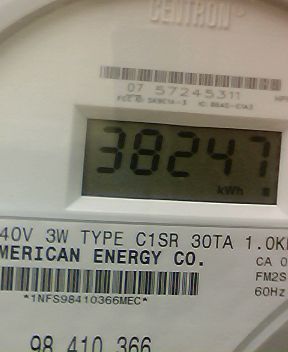 CENTRON®
07 57245311
38247
kWh
40V 3W TYPE C1SR 30TA 1.0K
MERICAN ENERGY CO.
CA 0
FM2S
60Hz
*1NFS98410366MEC*
98 410 366